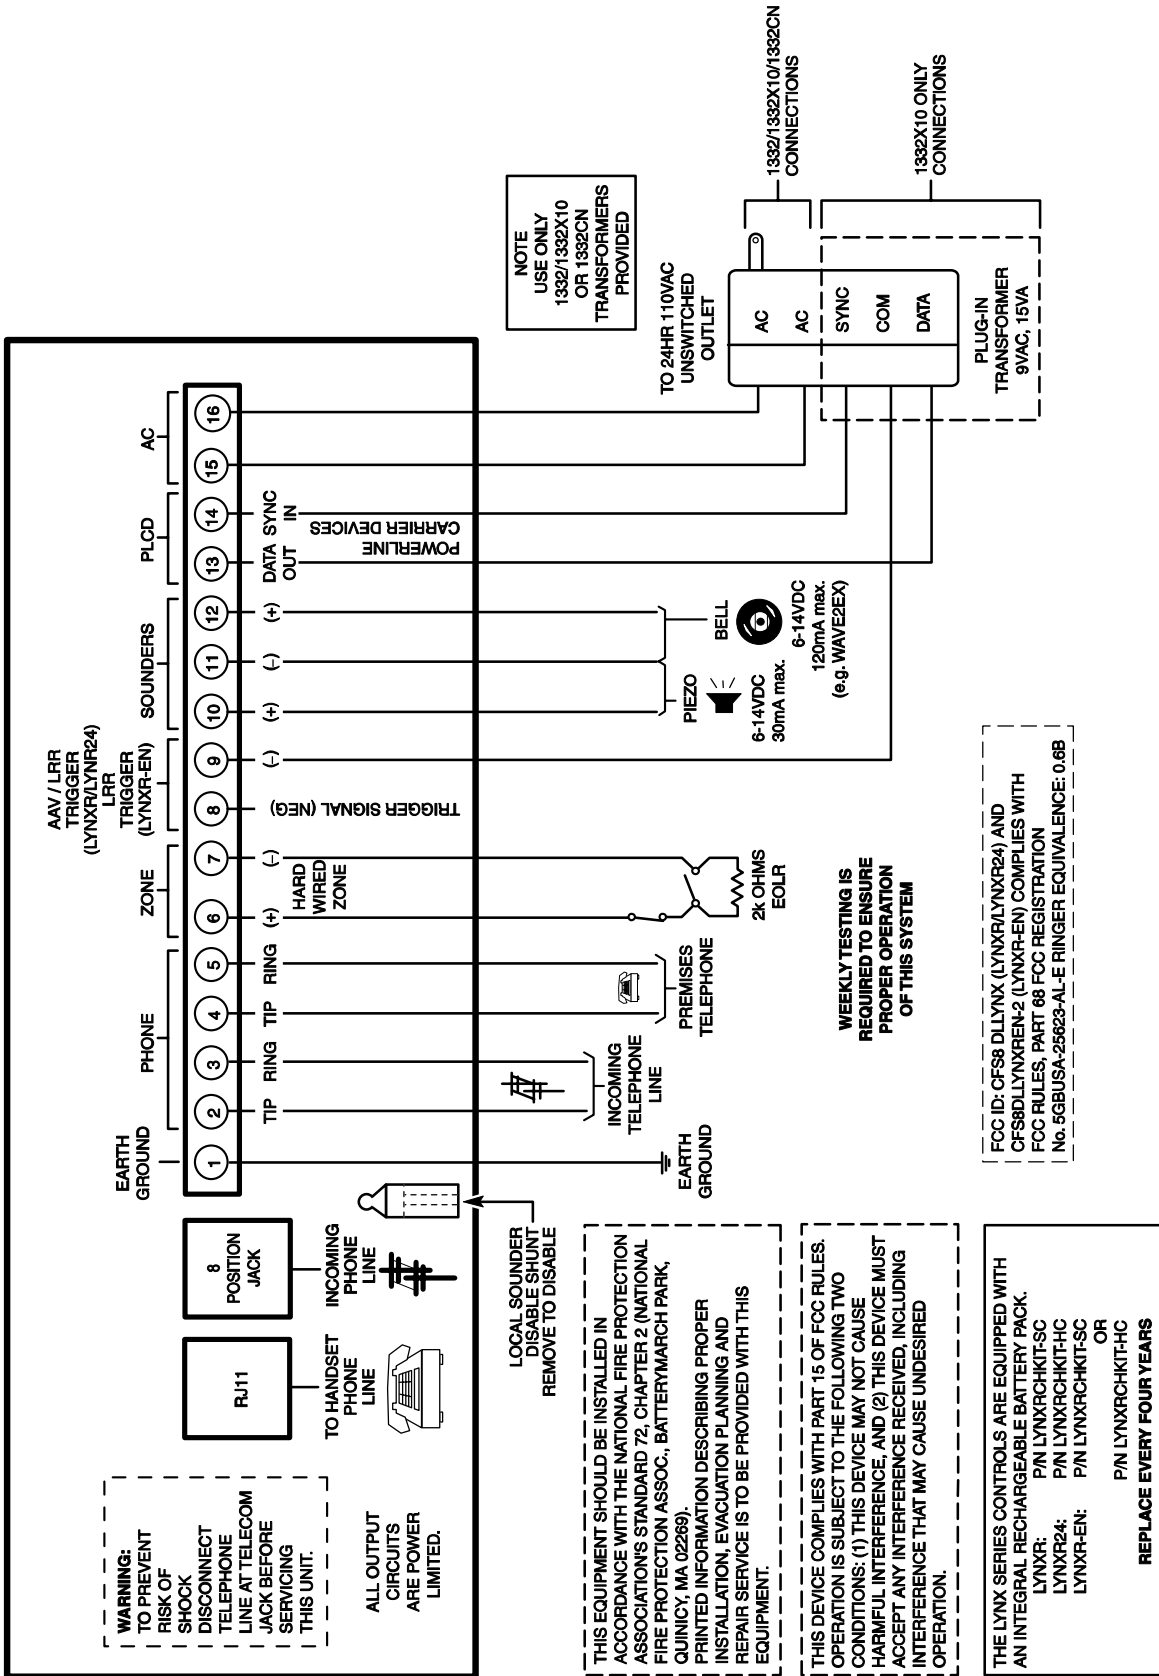 WARNING:
TO PREVENT
RISK OF
SHOCK
DISCONNECT
TELEPHONE
LINE AT TELECOM
JACK BEFORE
SERVICING
THIS UNIT.
ALL OUTPUT
CIRCUITS
ARE POWER
LIMITED.
RJ11
TO HANDSET
PHONE
LINE
8
POSITION
JACK
INCOMING
PHONE
LINE
LOCAL SOUNDER
DISABLE SHUNT
REMOVE TO DISABLE
EARTH
GROUND
PHONE
ZONE
AAV / LRR
TRIGGER
(LYNXR/LYNR24)
LRR
TRIGGER
(LYNXR-EN)
SOUNDERS
PLCD
AC
1
2
3
4
5
6
7
8
9
10
11
12
13
14
15
16
TIP
RING
TIP
RING
(+)
HARD
WIRED
ZONE
(–)
TRIGGER SIGNAL (NEG)
(–)
(+)
(–)
(+)
DATA
OUT
SYNC
IN
POWERLINE
CARRIER DEVICES
EARTH
GROUND
INCOMING
TELEPHONE
LINE
PREMISES
TELEPHONE
2k OHMS
EOLR
PIEZO
6-14VDC
30mA max.
BELL
6-14VDC
120mA max.
(e.g. WAVE2EX)
NOTE
USE ONLY
1332/1332X10
OR 1332CN
TRANSFORMERS
PROVIDED
TO 24HR 110VAC
UNSWITCHED
OUTLET
AC
AC
SYNC
COM
DATA
PLUG-IN
TRANSFORMER
9VAC, 15VA
1332/1332X10/1332CN
CONNECTIONS
1332X10 ONLY
CONNECTIONS
WEEKLY TESTING IS
REQUIRED TO ENSURE
PROPER OPERATION
OF THIS SYSTEM
THIS EQUIPMENT SHOULD BE INSTALLED IN
ACCORDANCE WITH THE NATIONAL FIRE PROTECTION
ASSOCIATION'S STANDARD 72, CHAPTER 2 (NATIONAL
FIRE PROTECTION ASSOC., BATTERYMARCH PARK,
QUINICY, MA 02269).
PRINTED INFORMATION DESCRIBING PROPER
INSTALLATION, EVACUATION PLANNING AND
REPAIR SERVICE IS TO BE PROVIDED WITH THIS
EQUIPMENT.
THIS DEVICE COMPLIES WITH PART 15 OF FCC RULES.
OPERATION IS SUBJECT TO THE FOLLOWING TWO
CONDITIONS: (1) THIS DEVICE MAY NOT CAUSE
HARMFUL INTERFERENCE, AND (2) THIS DEVICE MUST
ACCEPT ANY INTERFERENCE RECEIVED, INCLUDING
INTERFERENCE THAT MAY CAUSE UNDESIRED
OPERATION.
FCC ID: CFS8 DLLYNX (LYNXR/LYNXR24) AND
CFS8DLLYNXREN-2 (LYNXR-EN) COMPLIES WITH
FCC RULES, PART 68 FCC REGISTRATION
No. 5GBUSA-25623-AL-E RINGER EQUIVALENCE: 0.6B
THE LYNX SERIES CONTROLS ARE EQUIPPED WITH
AN INTEGRAL RECHARGEABLE BATTERY PACK.
LYNXR: P/N LYNXRCHKIT-SC
LYNXR24: P/N LYNXRCHKIT-HC
LYNXR-EN: P/N LYNXRCHKIT-SC
OR
P/N LYNXRCHKIT-HC
REPLACE EVERY FOUR YEARS